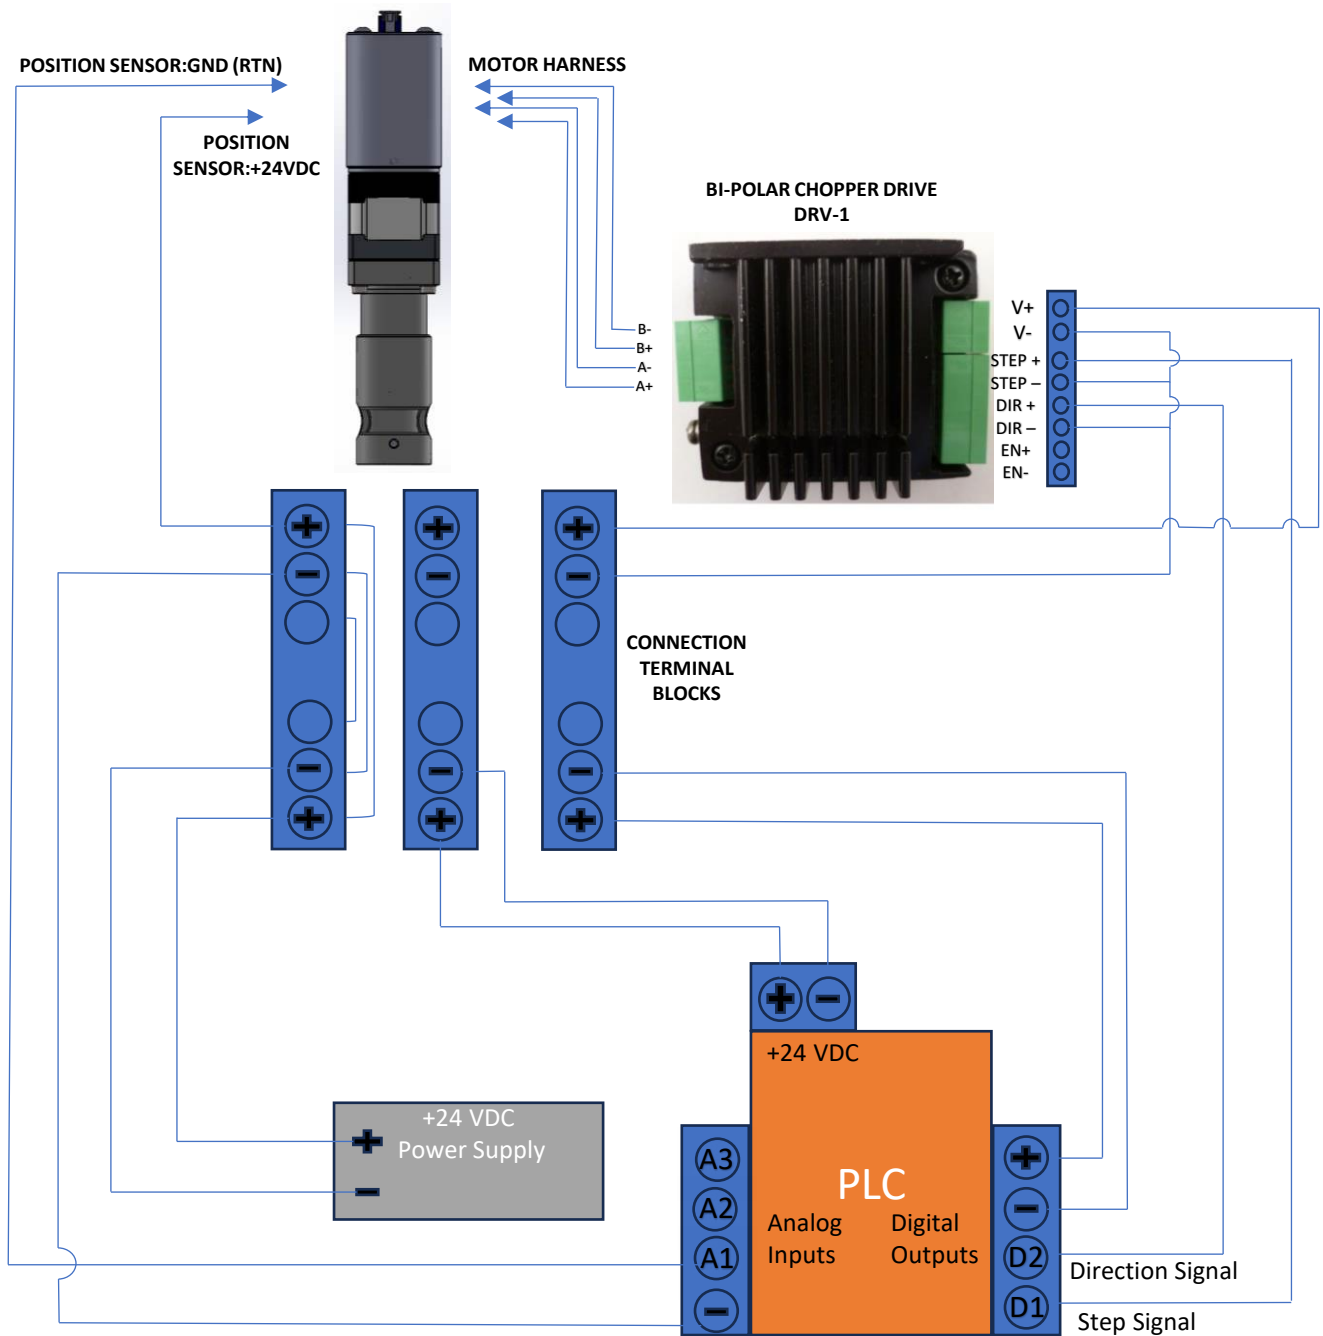 POSITION SENSOR:GND (RTN)
MOTOR HARNESS
POSITION
SENSOR:+24VDC
BI-POLAR CHOPPER DRIVE
DRV-1
B-
B+
A-
A+
V+
V-
STEP +
STEP –
DIR +
DIR –
EN+
EN-
CONNECTION
TERMINAL
BLOCKS
+24 VDC
+24 VDC
Power Supply
PLC
A3
A2
A1
Analog
Inputs
Digital
Outputs
D2
D1
Direction Signal
Step Signal